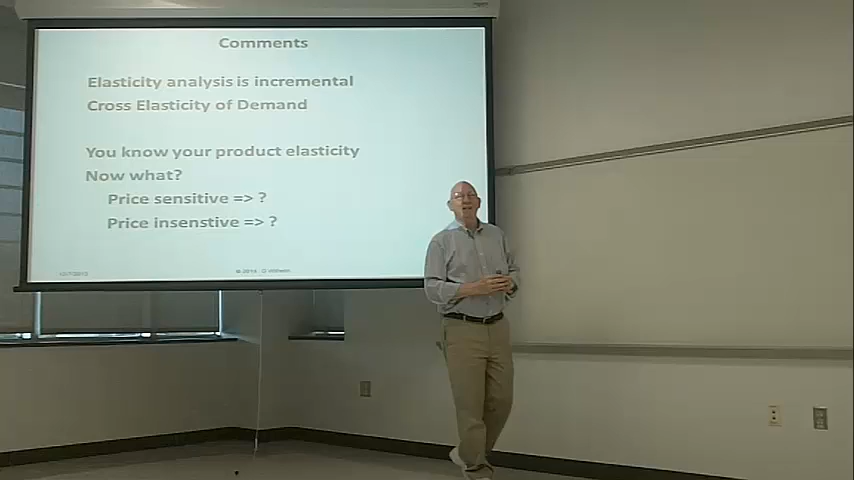 Comments
Elasticity analysis is incremental
Cross Elasticity of Demand
You know your product elasticity
Now what?
Price sensitive => ?
Price insenstive => ?